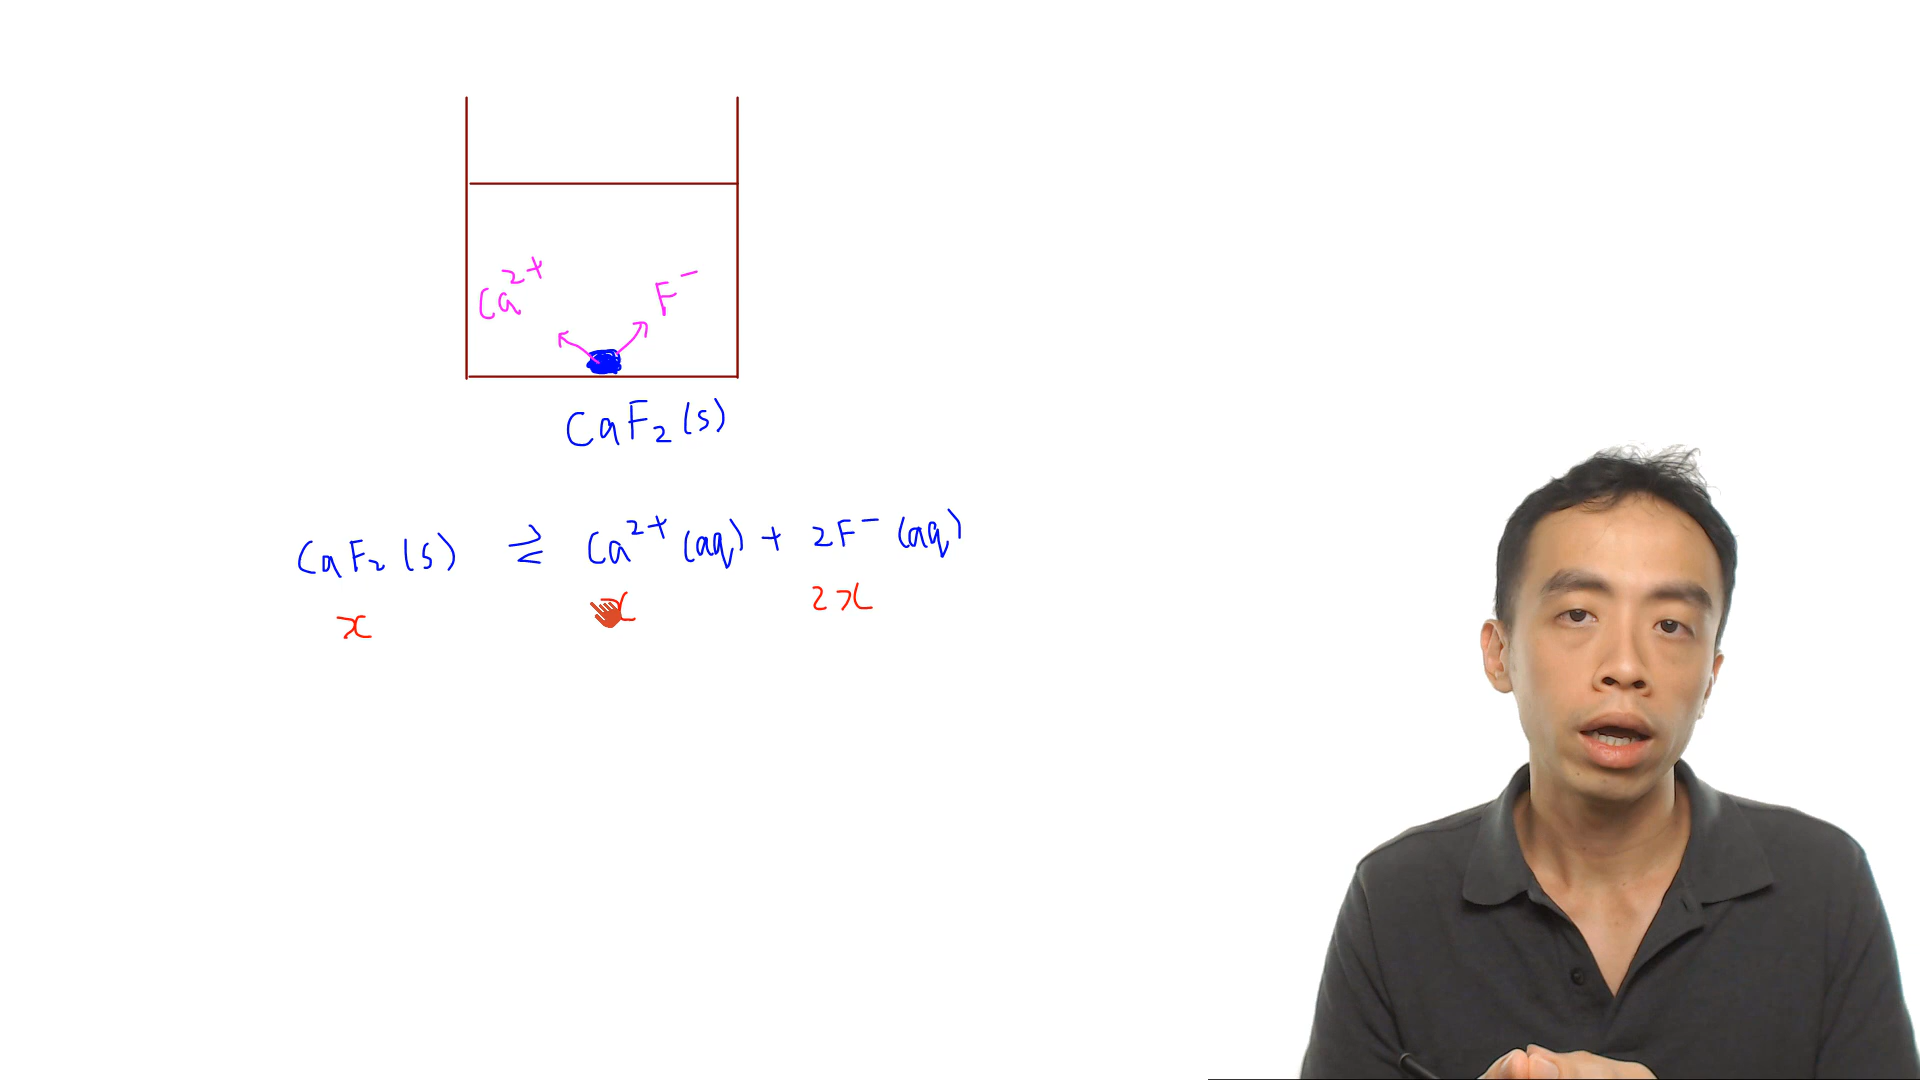 Ca²⁺ F⁻
CaF₂(s)
CaF₂(s) ⇌ Ca²⁺(aq) + 2F⁻(aq)
x x 2x